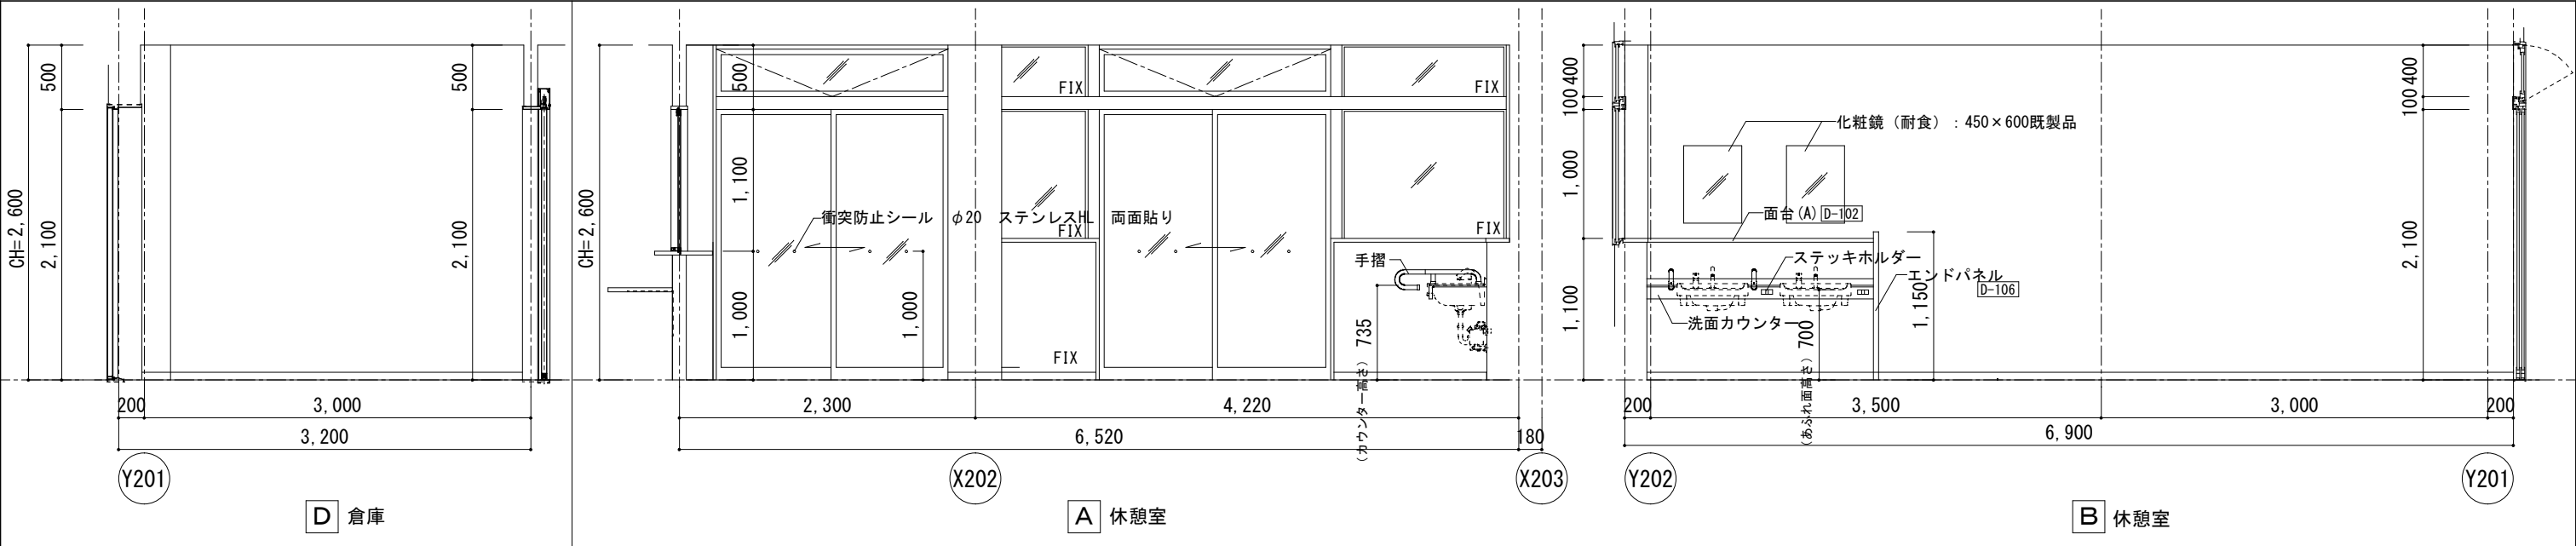 CH=2,600
500
2,100
500
2,100
200
3,000
3,200
Y201
D 倉庫
CH=2,600
500
1,100
1,000
1,000
FIX
FIX
FIX
FIX
FIX
衝突防止シール φ20 ステンレスHL 両面貼り
手摺
735
(カウンター高さ)
2,300
4,220
6,520
180
X202
X203
A 休憩室
400
100
1,000
1,100
化粧鏡（耐食）：450×600既製品
面台(A) D-102
ステッキホルダー
エンドパネル
D-106
洗面カウンター
700
(あふれ面高さ)
1,150
400
100
2,100
200
3,500
3,000
200
6,900
Y202
Y201
B 休憩室